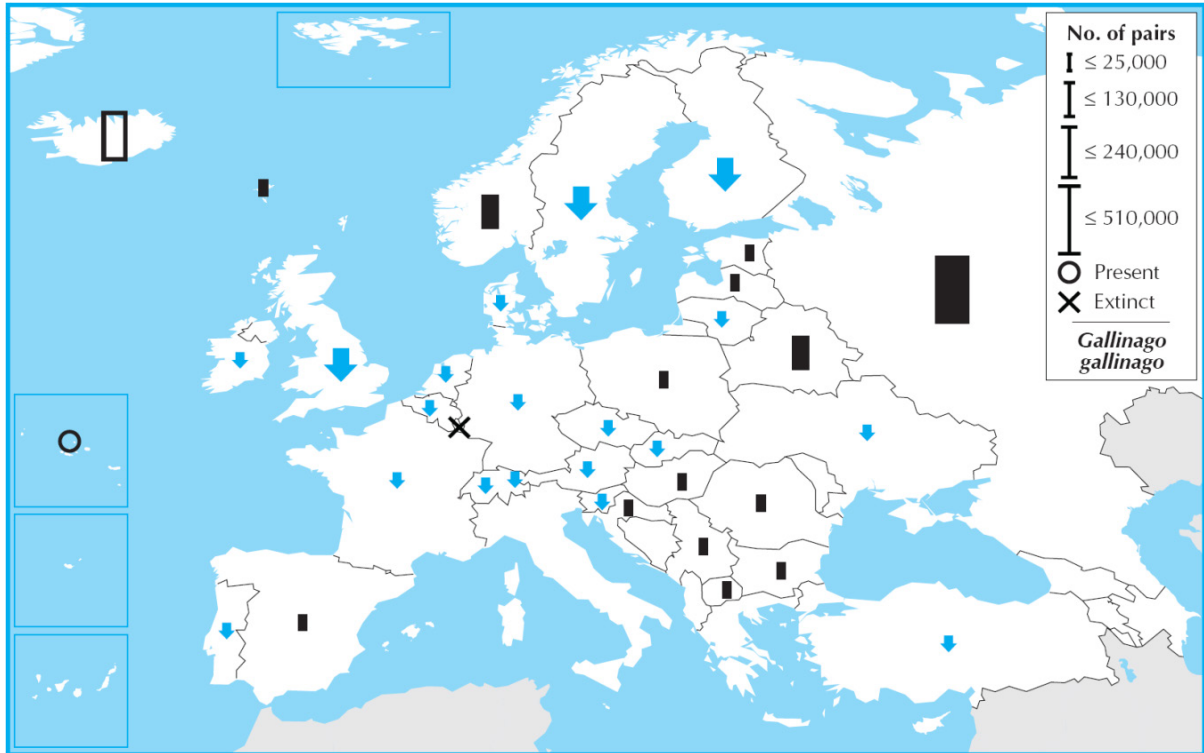 No. of pairs
≤ 25,000
≤ 130,000
≤ 240,000
≤ 510,000
Present
Extinct
Gallinago
gallinago